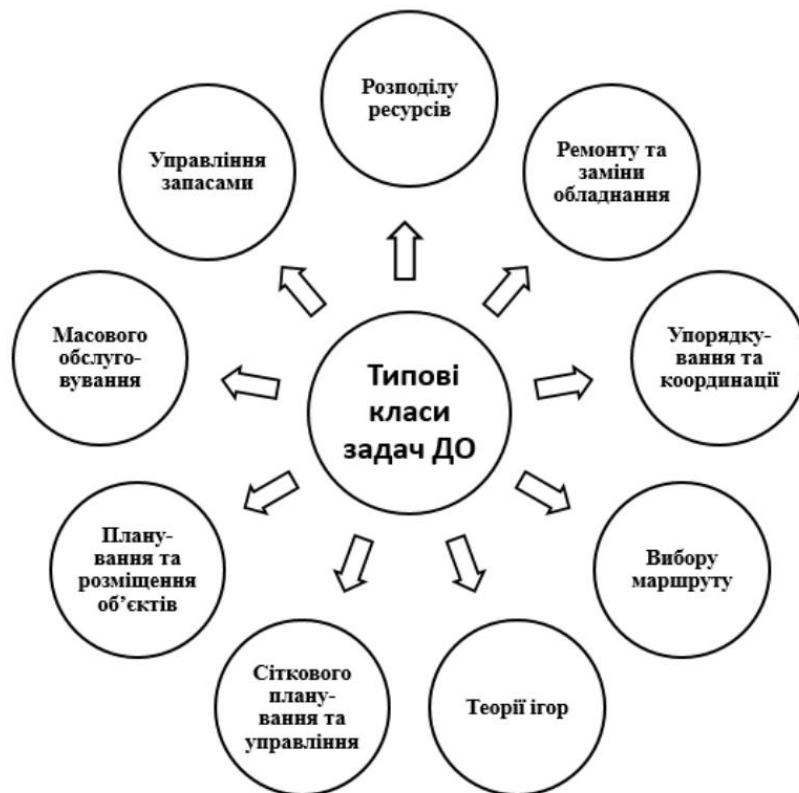 Розподілу
ресурсів
Ремонту та
заміни
обладнання
Упорядку-
вання та
координації
Вибору
маршруту
Теорії ігор
Сіткового
плану-
вання та
управління
Плану-
вання та
розміщення
об’єктів
Масового
обслуго-
вування
Управління
запасами
Типові
класи
задач ДО